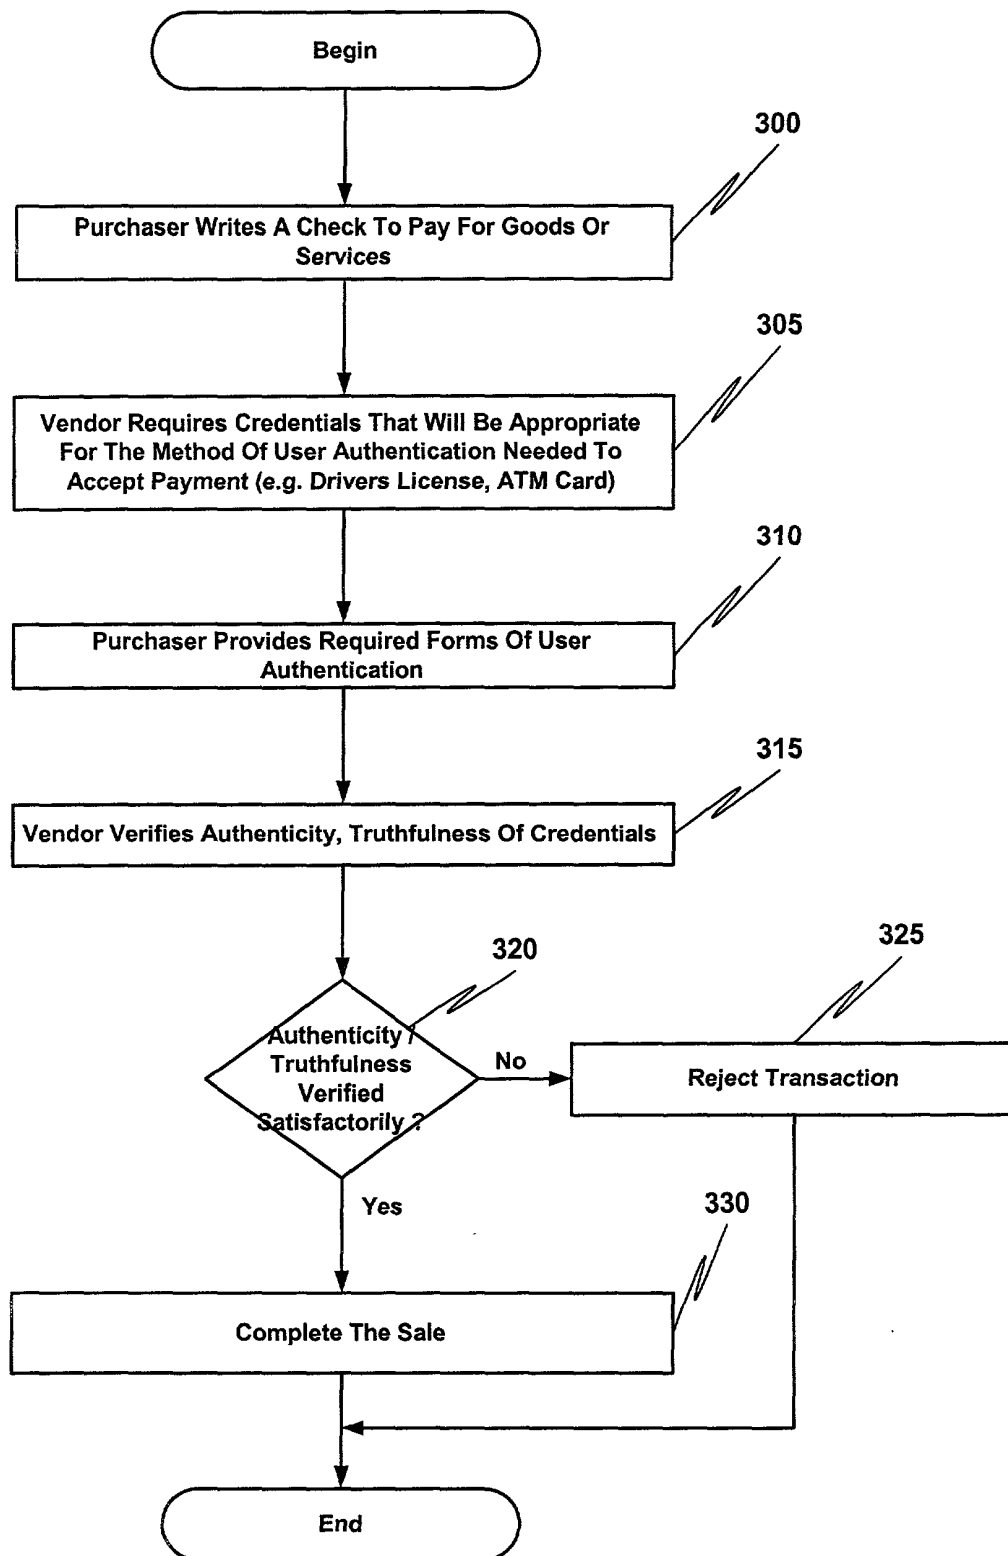 Begin
300
Purchaser Writes A Check To Pay For Goods Or
Services
305
Vendor Requires Credentials That Will Be Appropriate
For The Method Of User Authentication Needed To
Accept Payment (e.g. Drivers License, ATM Card)
310
Purchaser Provides Required Forms Of User
Authentication
315
Vendor Verifies Authenticity, Truthfulness Of Credentials
320
325
Authenticity /
Truthfulness
Verified
Satisfactorily ?
No
Reject Transaction
Yes
330
Complete The Sale
End